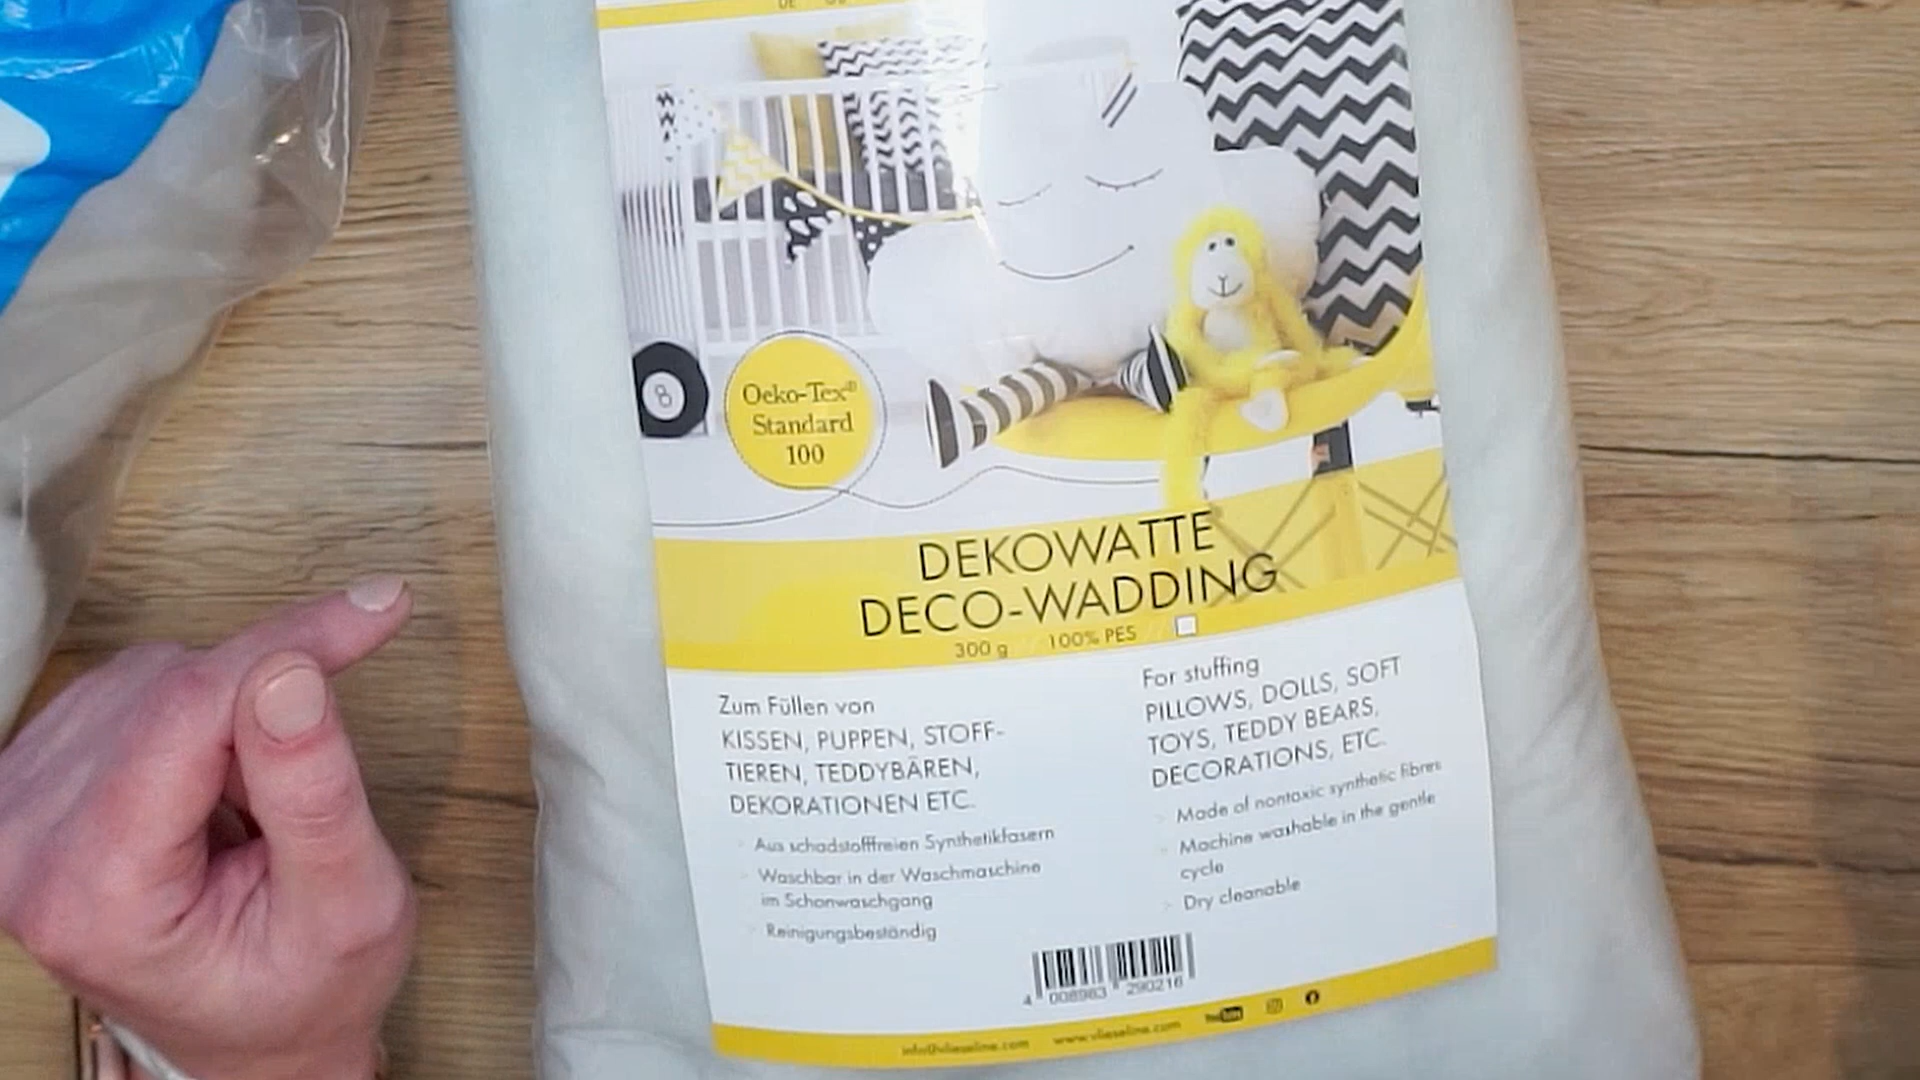 DE
8
Oeko-Tex®
Standard
100
DEKOWATTE
DECO-WADDING
300 g 100% PES
Zum Füllen von
KISSEN, PUPPEN, STOFF-
TIEREN, TEDDYBÄREN,
DEKORATIONEN ETC.
Aus schadstofffreien Synthetikfasern
Waschbar in der Waschmaschine
im Schonwaschgang
Reinigungsbeständig
For stuffing
PILLOWS, DOLLS, SOFT
TOYS, TEDDY BEARS,
DECORATIONS, ETC.
Made of nontoxic synthetic fibres
Machine washable in the gentle
cycle
Dry cleanable
4 008983 290216
info@vlieseline.com www.vlieseline.com YouTube